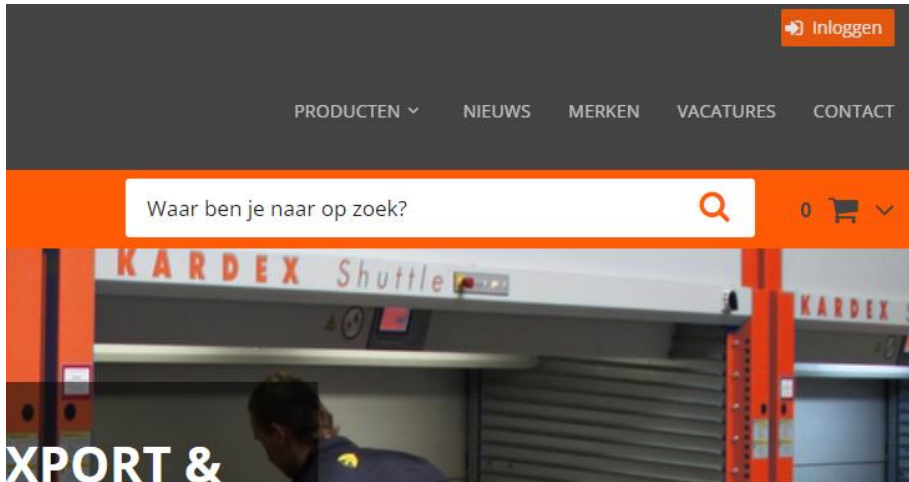 Inloggen
PRODUCTEN NIEUWS MERKEN VACATURES CONTACT
Waar ben je naar op zoek?
0
KARDEX Shuttle
KARDEX S
XPORT &